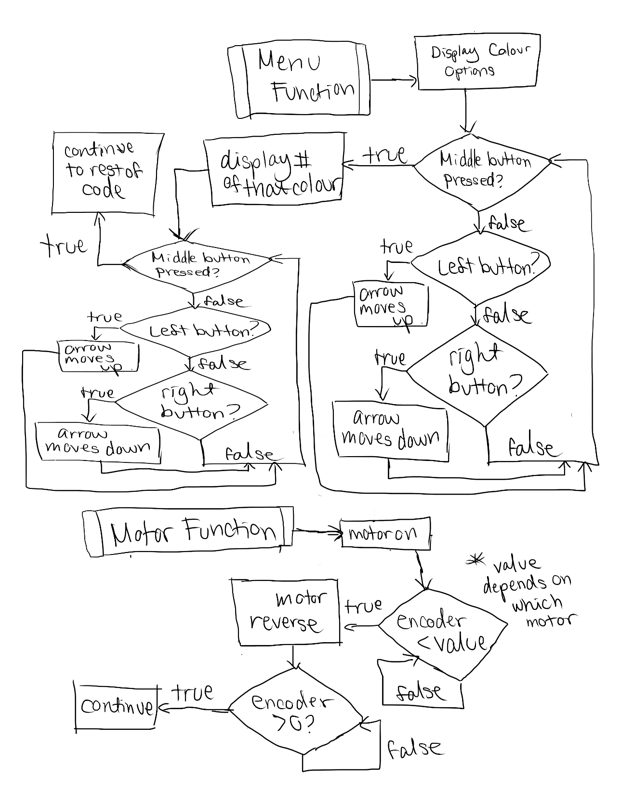 Menu
Function
Display Colour
Options
Middle button
pressed?
true
false
display #
of that colour
Left button?
true
false
arrow
moves
up
right
button?
true
false
arrow
moves down
continue
to rest of
code
Middle button
pressed?
true
false
Left button?
true
false
arrow
moves
up
right
button?
true
false
arrow
moves down
Motor Function
motor on
encoder
<value
true
false
* value
depends on
which
motor
motor
reverse
encoder
>0?
true
false
continue